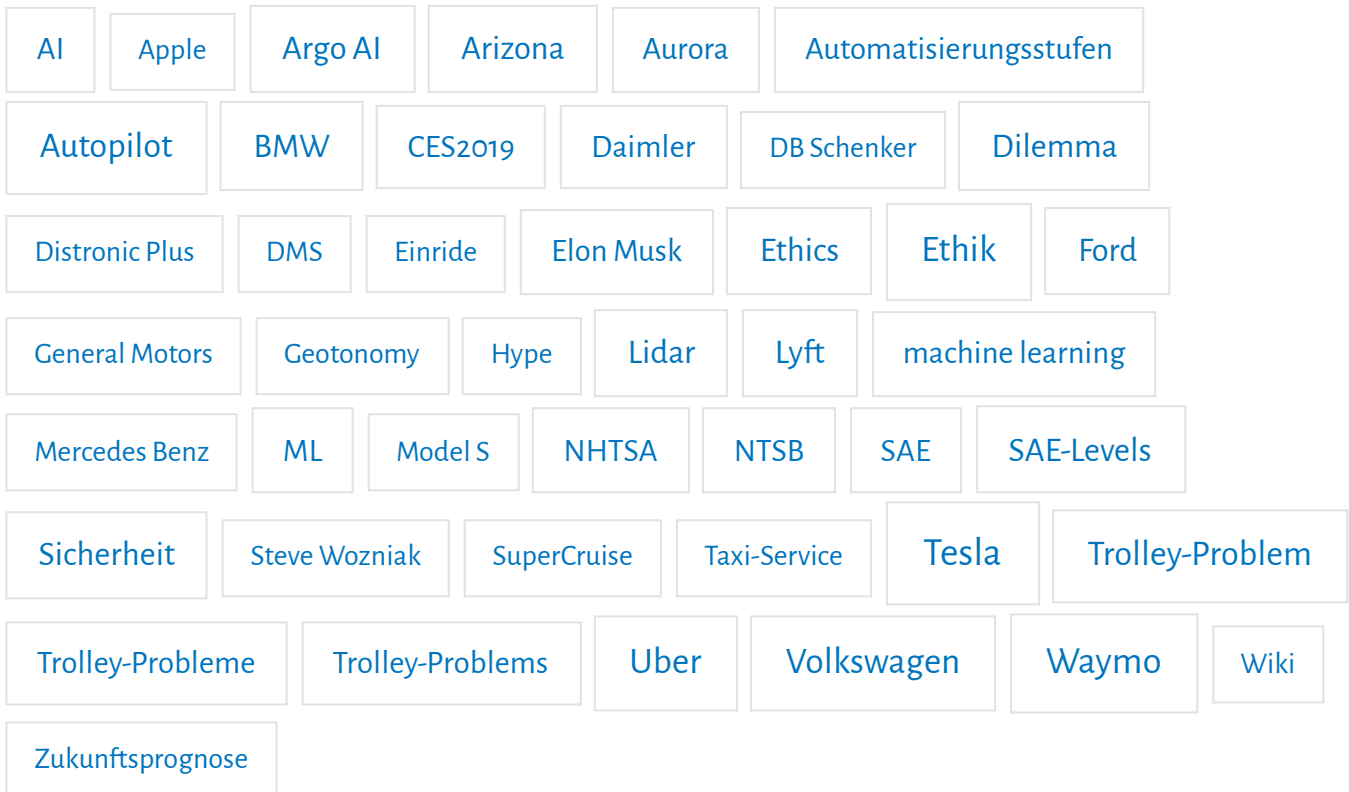 AI Apple Argo AI Arizona Aurora Automatisierungsstufen
Autopilot BMW CES2019 Daimler DB Schenker Dilemma
Distronic Plus DMS Einride Elon Musk Ethics Ethik Ford
General Motors Geotonomy Hype Lidar Lyft machine learning
Mercedes Benz ML Model S NHTSA NTSB SAE SAE-Levels
Sicherheit Steve Wozniak SuperCruise Taxi-Service Tesla Trolley-Problem
Trolley-Probleme Trolley-Problems Uber Volkswagen Waymo Wiki
Zukunftsprognose